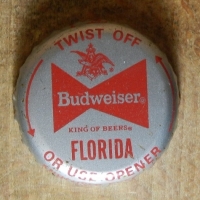 TWIST OFF
Budweiser®
KING OF BEERS®
FLORIDA
OR USE OPENER